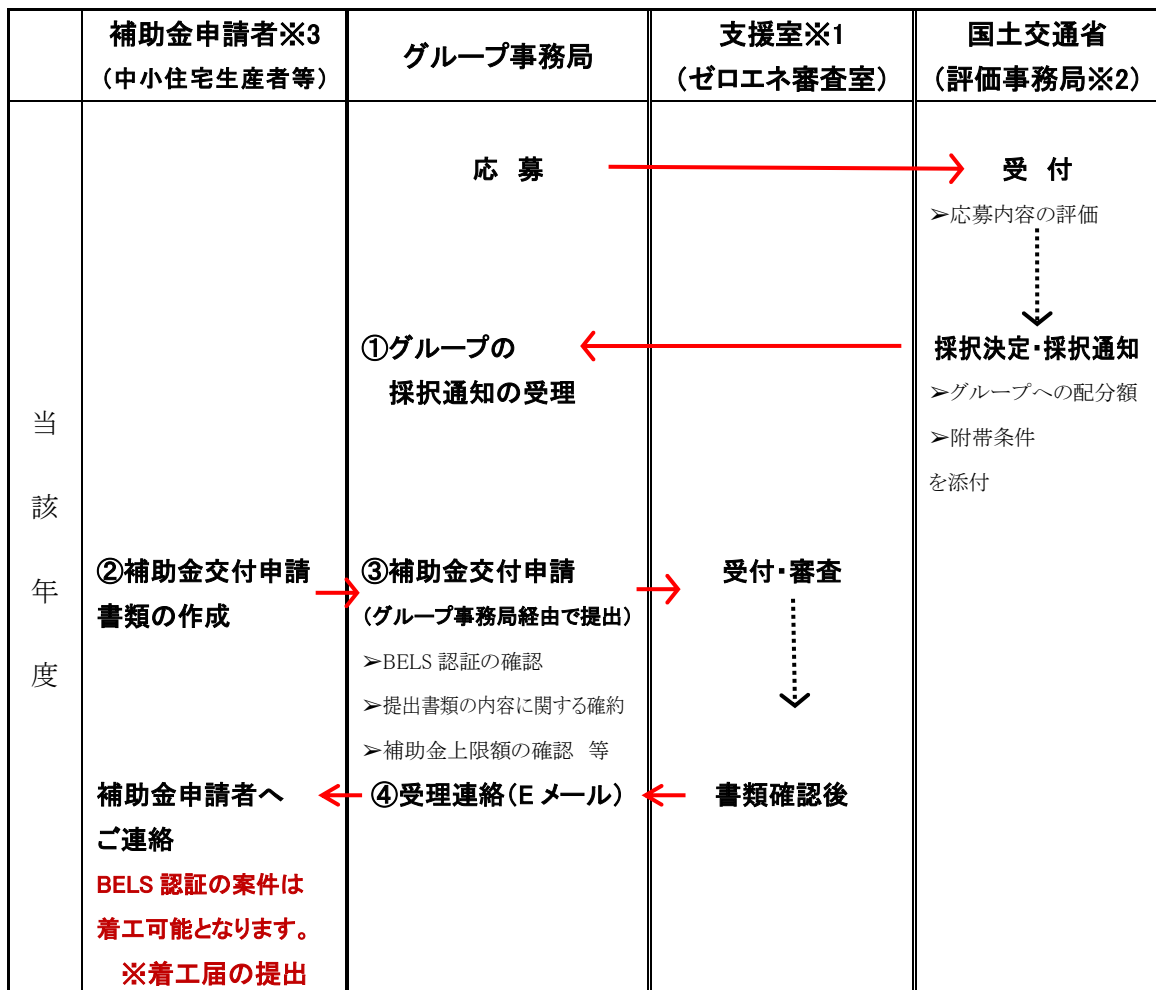 補助金申請者※3
(中小住宅生産者等)
グループ事務局
支援室※1
(ゼロエネ審査室)
国土交通省
(評価事務局※2)
当該年度
応 募
受 付
➢応募内容の評価
①グループの
採択通知の受理
採択決定・採択通知
➢グループへの配分額
➢附帯条件
を添付
②補助金交付申請
書類の作成
③補助金交付申請
(グループ事務局経由で提出)
➢BELS 認証の確認
➢提出書類の内容に関する確約
➢補助金上限額の確認 等
受付・審査
補助金申請者へ
ご連絡
BELS 認証の案件は
着工可能となります。
※着工届の提出
④受理連絡(E メール)
書類確認後